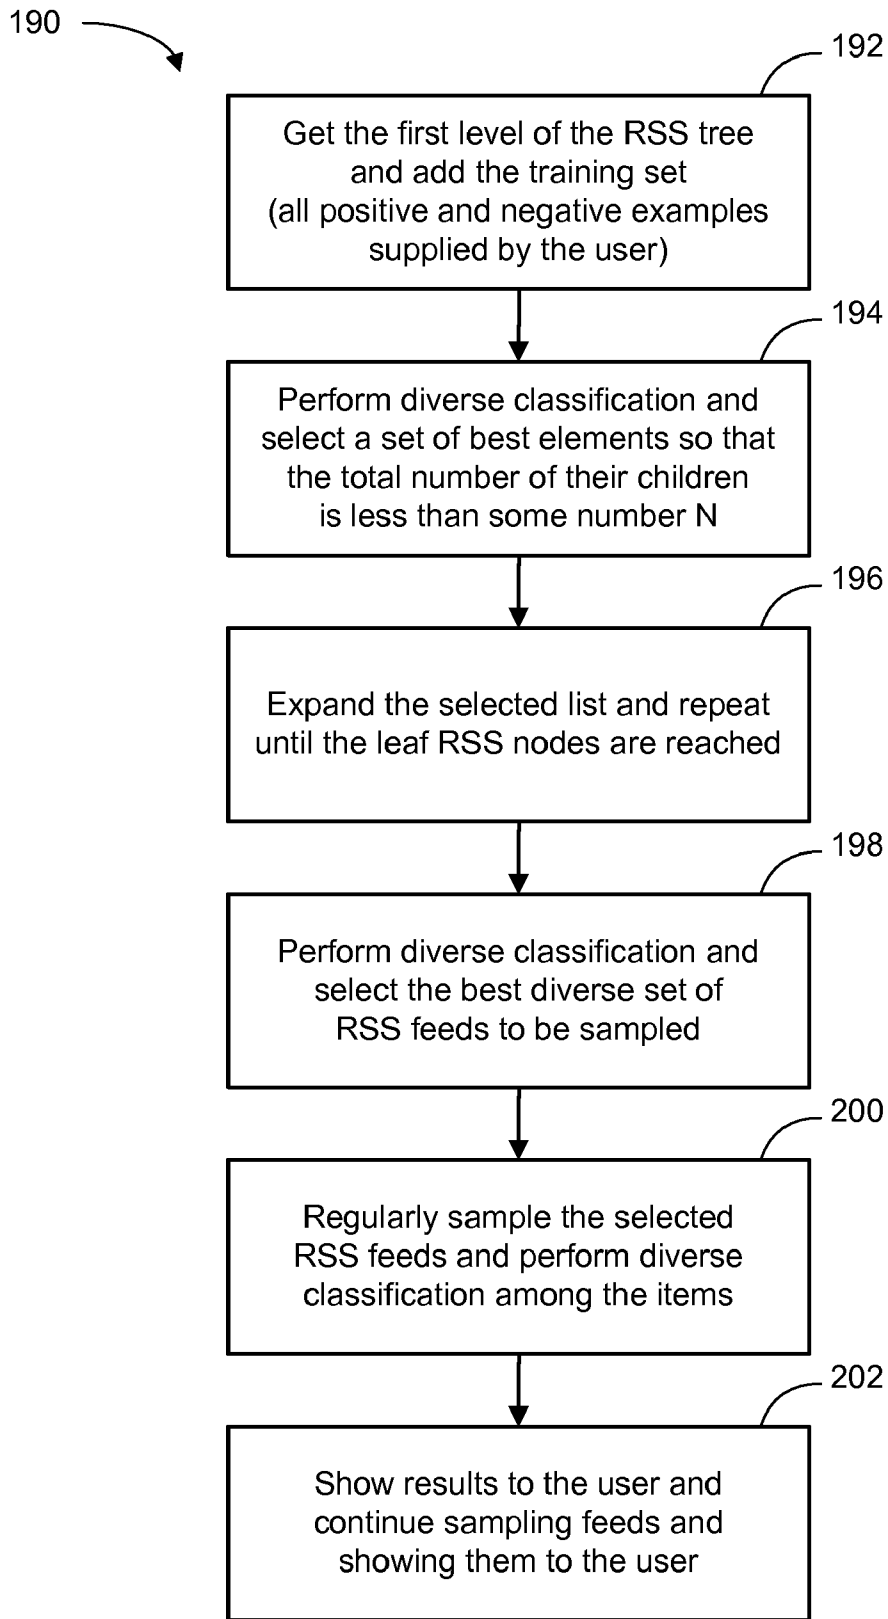 190
192
Get the first level of the RSS tree
and add the training set
(all positive and negative examples
supplied by the user)
194
Perform diverse classification and
select a set of best elements so that
the total number of their children
is less than some number N
196
Expand the selected list and repeat
until the leaf RSS nodes are reached
198
Perform diverse classification and
select the best diverse set of
RSS feeds to be sampled
200
Regularly sample the selected
RSS feeds and perform diverse
classification among the items
202
Show results to the user and
continue sampling feeds and
showing them to the user